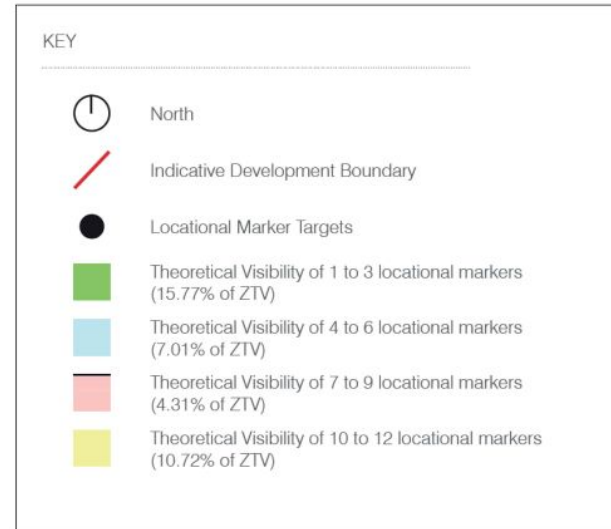 KEY
North
Indicative Development Boundary
Locational Marker Targets
Theoretical Visibility of 1 to 3 locational markers
(15.77% of ZTV)
Theoretical Visibility of 4 to 6 locational markers
(7.01% of ZTV)
Theoretical Visibility of 7 to 9 locational markers
(4.31% of ZTV)
Theoretical Visibility of 10 to 12 locational markers
(10.72% of ZTV)